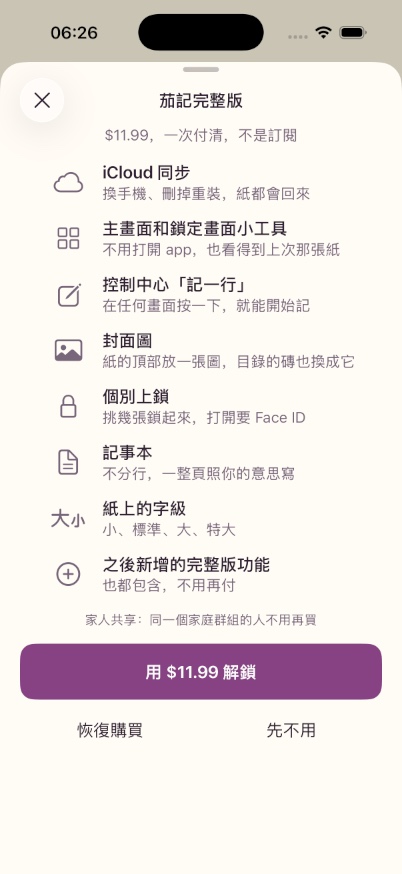 06:26
茄記完整版
$11.99，一次付清，不是訂閱
iCloud 同步
換手機、刪掉重裝，紙都會回來
主畫面和鎖定畫面小工具
不用打開 app，也看得到上次那張紙
控制中心「記一行」
在任何畫面按一下，就能開始記
封面圖
紙的頂部放一張圖，目錄的磚也換成它
個別上鎖
挑幾張鎖起來，打開要 Face ID
記事本
不分行，一整頁照你的意思寫
大小
紙上的字級
小、標準、大、特大
之後新增的完整版功能
也都包含，不用再付
家人共享：同一個家庭群組的人不用再買
用 $11.99 解鎖
恢復購買
先不用